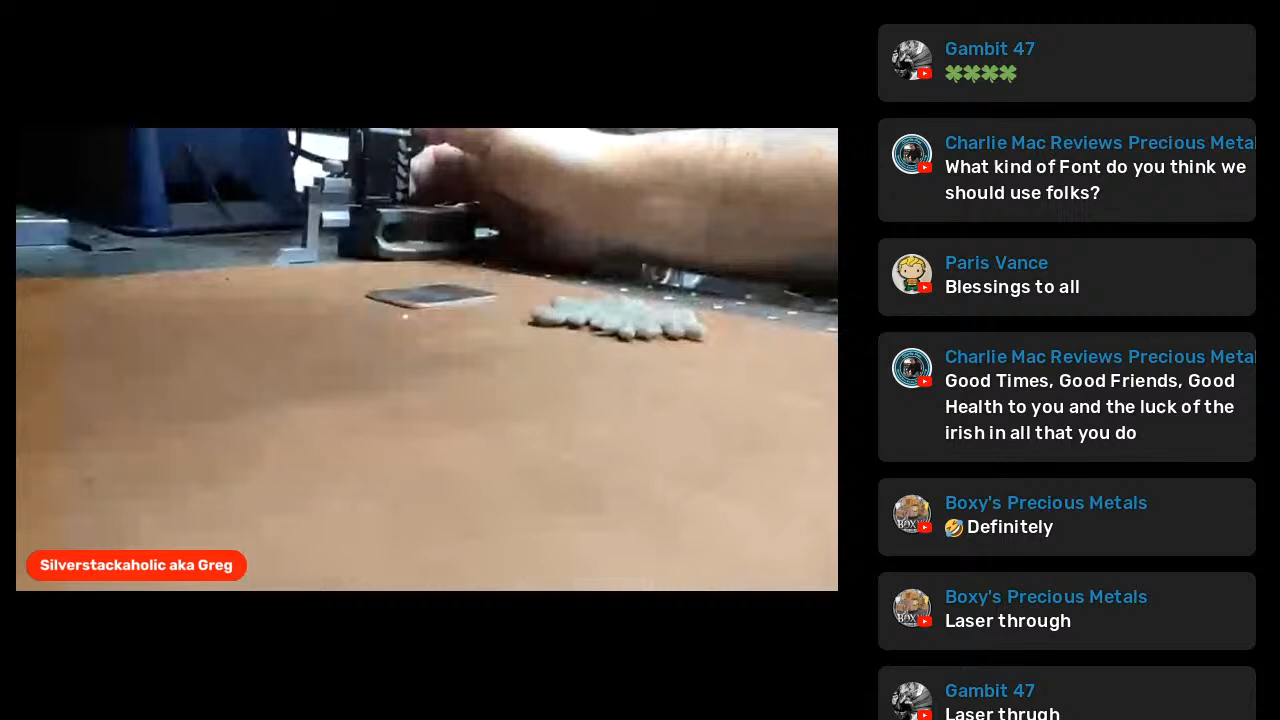 Gambit 47
🍀🍀🍀🍀
Charlie Mac Reviews Precious Metal
What kind of Font do you think we
should use folks?
Paris Vance
Blessings to all
Charlie Mac Reviews Precious Metal
Good Times, Good Friends, Good
Health to you and the luck of the
irish in all that you do
Boxy's Precious Metals
🤣 Definitely
Boxy's Precious Metals
Laser through
Gambit 47
Laser thrugh
Silverstackaholic aka Greg